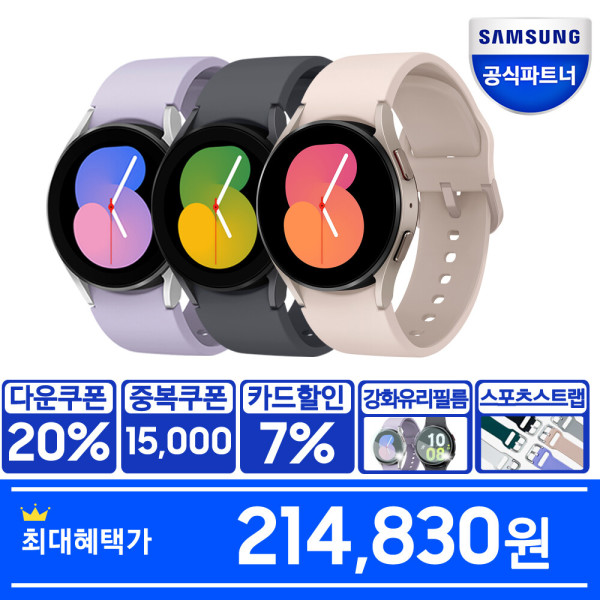 SAMSUNG
공식파트너
다운쿠폰
20%
중복쿠폰
15,000
카드할인
7%
강화유리필름
10
08
스포츠스트랩
최대혜택가
214,830원